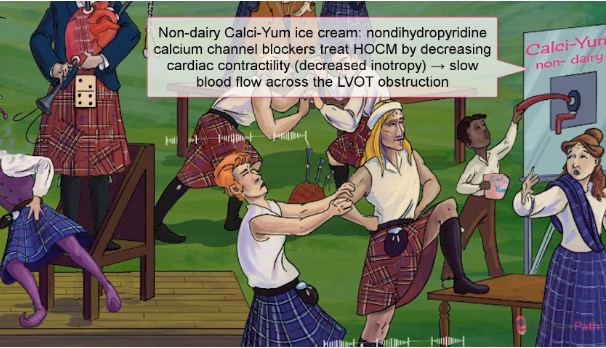 Non-dairy Calci-Yum ice cream: nondihydropyridine
calcium channel blockers treat HOCM by decreasing
cardiac contractility (decreased inotropy) → slow
blood flow across the LVOT obstruction
Calci-Yum
non- dairy
Path